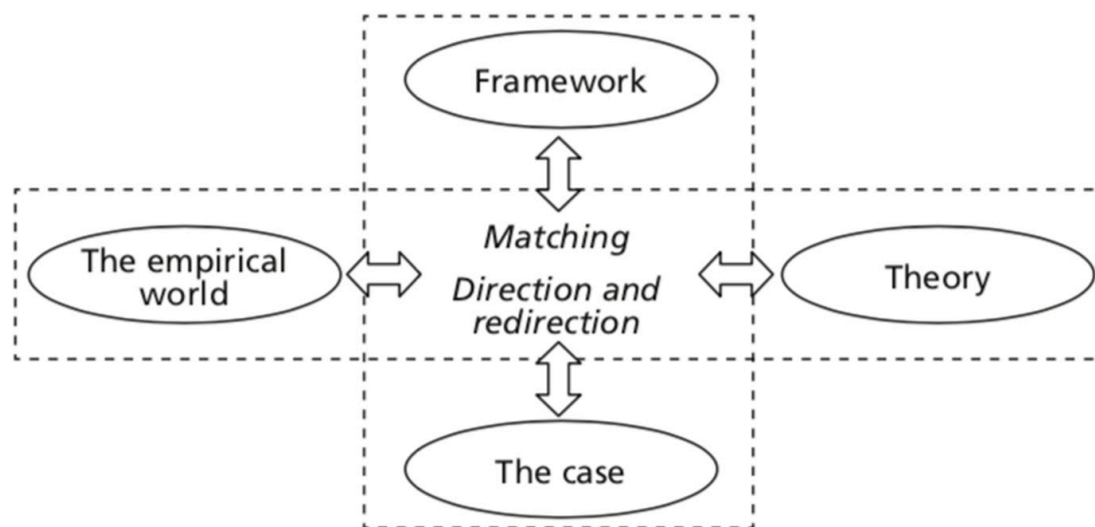 Framework
Matching
The empirical
world
Direction and
redirection
Theory
The case